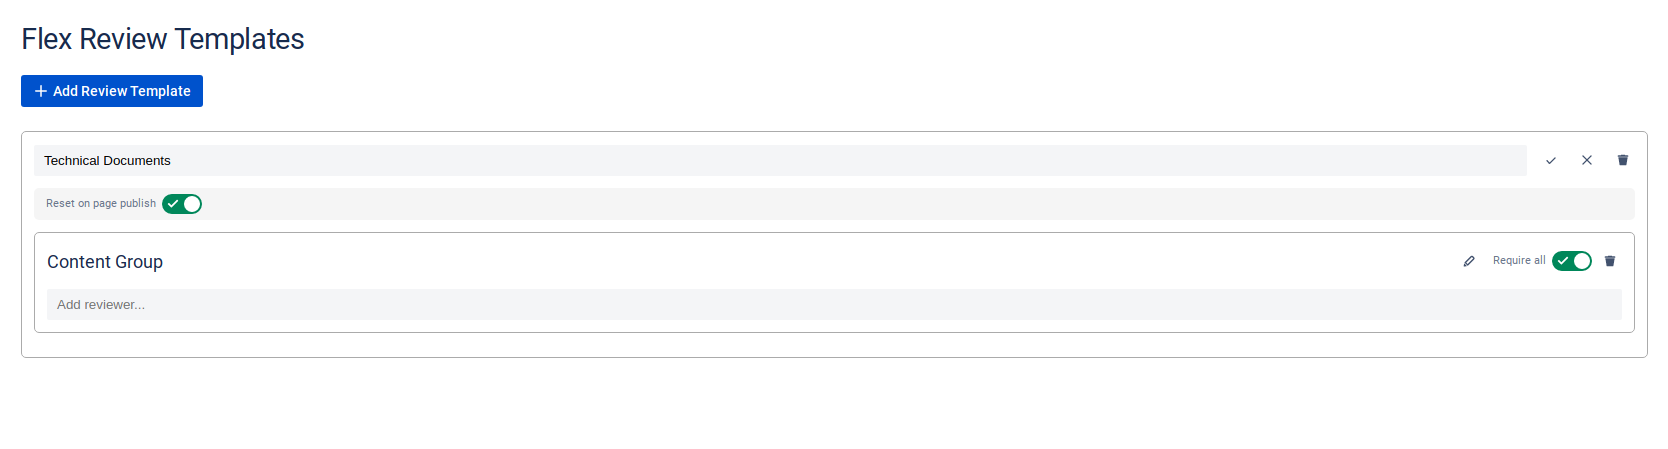 Flex Review Templates
Add Review Template
Technical Documents
Reset on page publish
Content Group
Require all
Add reviewer...